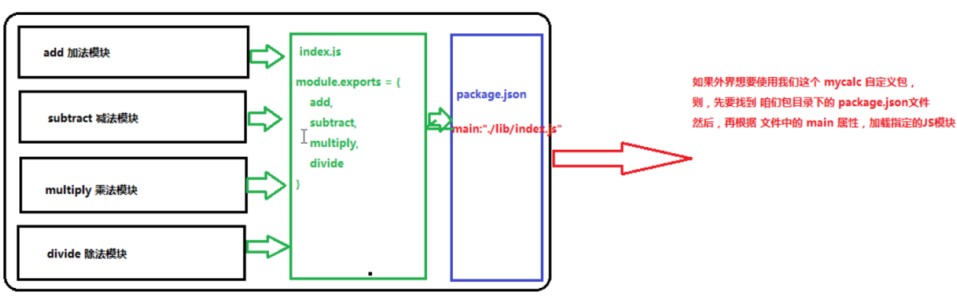 add 加法模块
subtract 减法模块
multiply 乘法模块
divide 除法模块
index.js
module.exports = {
add,
subtract,
multiply,
divide
}
package.json
main:"./lib/index.js"
如果外界想要使用我们这个 mycalc 自定义包，
则，先要找到 咱们包目录下的 package.json文件
然后，再根据 文件中的 main 属性，加载指定的JS模块